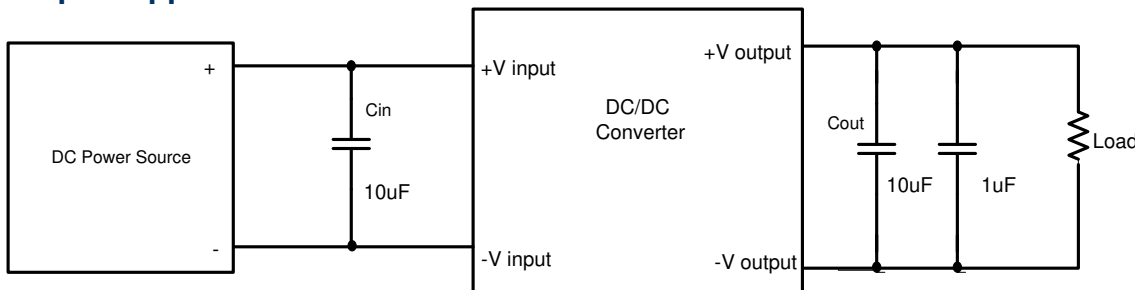 +
DC Power Source
-
Cin
10uF
+V input
-V input
DC/DC
Converter
+V output
-V output
Cout
10uF
1uF
Load